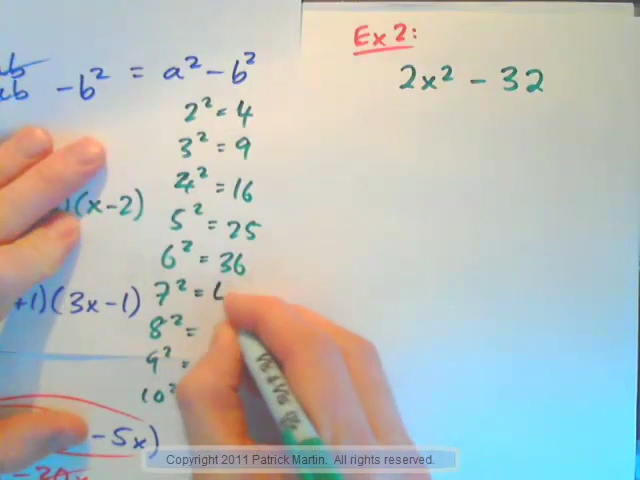 ab
ab - b² = a² - b²
2² = 4
3² = 9
4² = 16
5² = 25
6² = 36
7² =
8² =
9² =
10²
(x-2)
+1)(3x-1)
-5x)
Ex 2:
2x² - 32
Copyright 2011 Patrick Martin. All rights reserved.